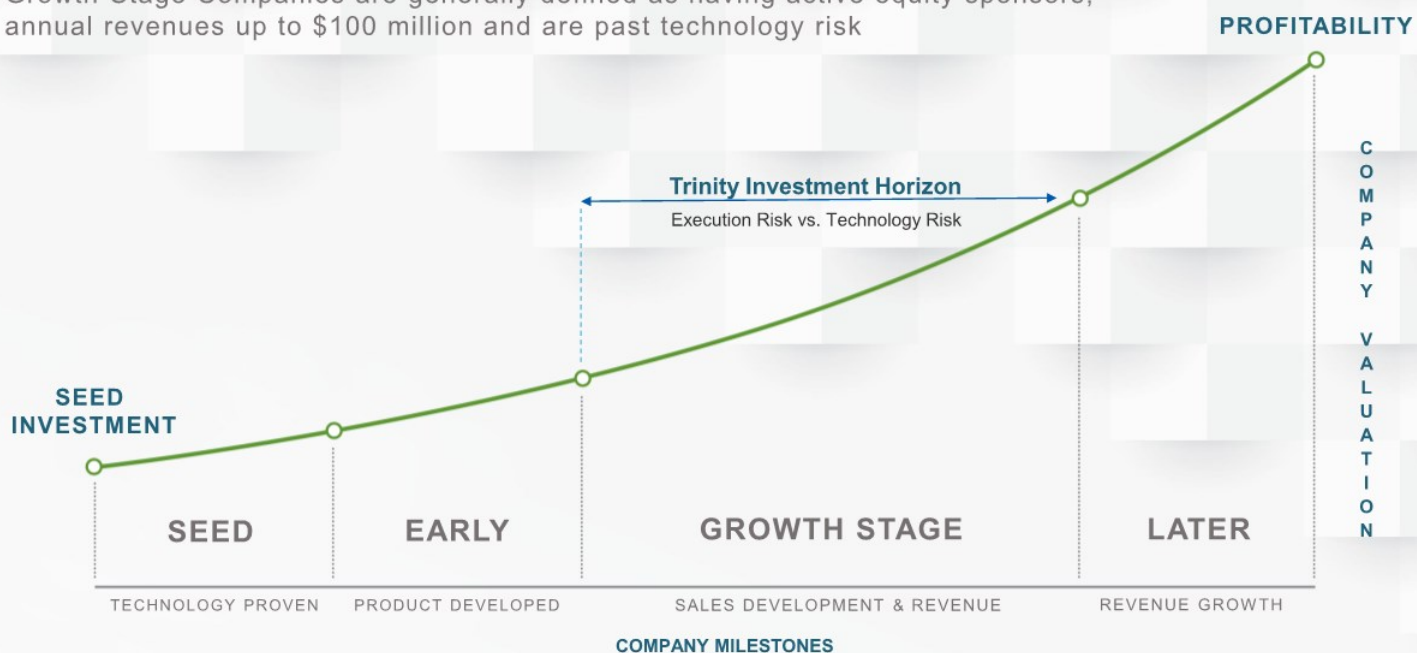 Growth Stage Companies are generally defined as having active equity sponsors,
annual revenues up to $100 million and are past technology risk
PROFITABILITY
COMPANY VALUATION
Trinity Investment Horizon
Execution Risk vs. Technology Risk
SEED
INVESTMENT
SEED EARLY GROWTH STAGE LATER
TECHNOLOGY PROVEN PRODUCT DEVELOPED SALES DEVELOPMENT & REVENUE REVENUE GROWTH
COMPANY MILESTONES